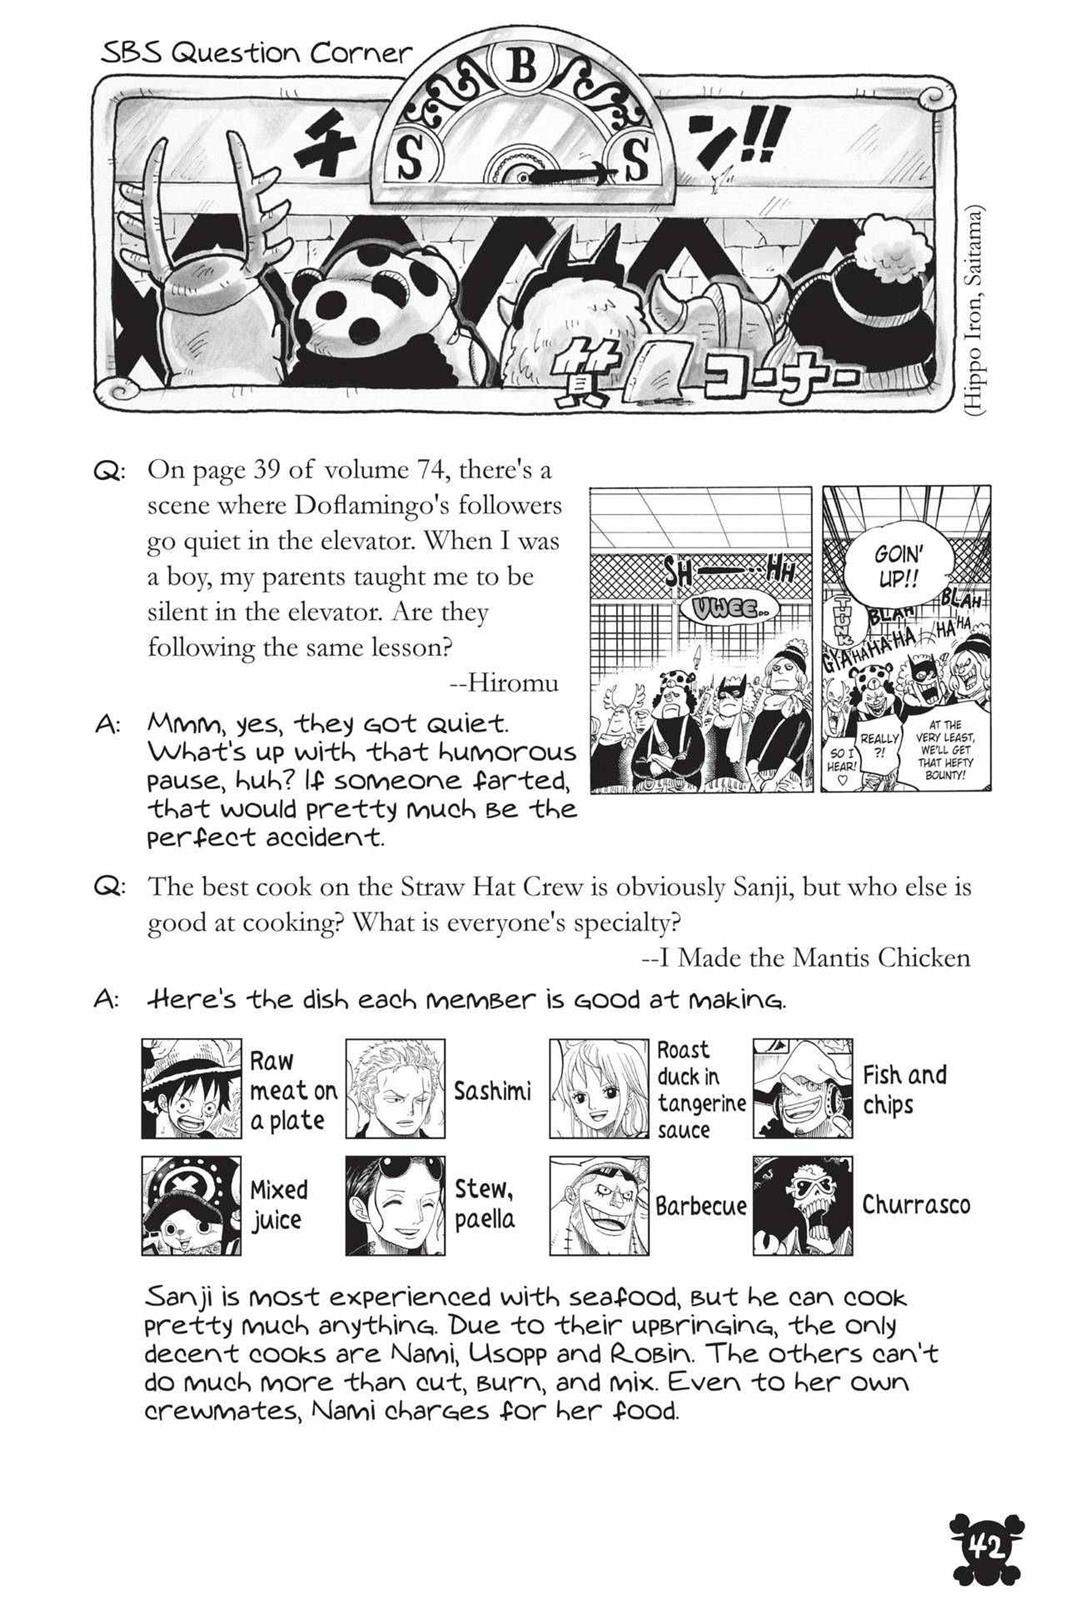 SBS Question Corner
S B S
チ ン!!
質 コーナー
(Hippo Iron, Saitama)
Q: On page 39 of volume 74, there's a
scene where Doflamingo's followers
go quiet in the elevator. When I was
a boy, my parents taught me to be
silent in the elevator. Are they
following the same lesson?
--Hiromu
SH — ·· HH
VWEE..
GOIN'
UP!!
THUNK
BLAH
BLAH
GYAHAHAHA
HA HA
SO I
HEAR!
♡
REALLY
?!
AT THE
VERY LEAST,
WE'LL GET
THAT HEFTY
BOUNTY!
A: Mmm, yes, they got quiet.
What's up with that humorous
pause, huh? If someone farted,
that would pretty much be the
perfect accident.
Q: The best cook on the Straw Hat Crew is obviously Sanji, but who else is
good at cooking? What is everyone's specialty?
--I Made the Mantis Chicken
A: Here's the dish each member is good at making.
Raw
meat on
a plate
Sashimi
Roast
duck in
tangerine
sauce
Fish and
chips
Mixed
juice
Stew,
paella
Barbecue
Churrasco
Sanji is most experienced with seafood, but he can cook
pretty much anything. Due to their upbringing, the only
decent cooks are Nami, Usopp and Robin. The others can't
do much more than cut, burn, and mix. Even to her own
crewmates, Nami charges for her food.
42